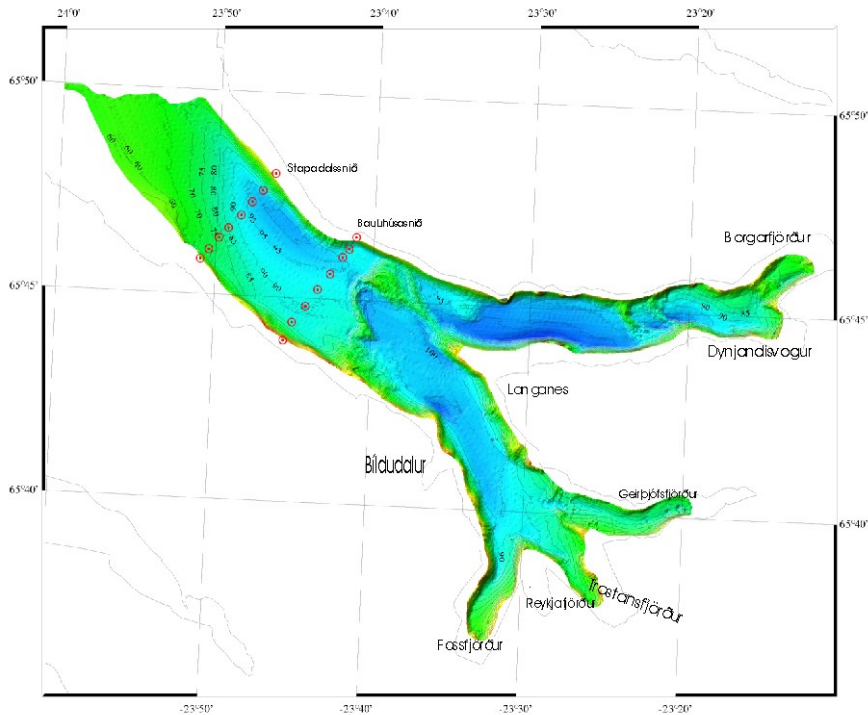 24°0' -23°50' -23°40' -23°30' -23°20'
65°50'
65°50'
Stapadalssnið
Baulihúsasnið
Borgarfjörður
65°45'
65°45'
Dynjandisvogur
Langanes
Bíldudalur
65°40'
Geirþjófsfjörður
65°40'
Trostansfjörður
Reykjafjörður
Fossfjörður
-23°50' -23°40' -23°30' -23°20'